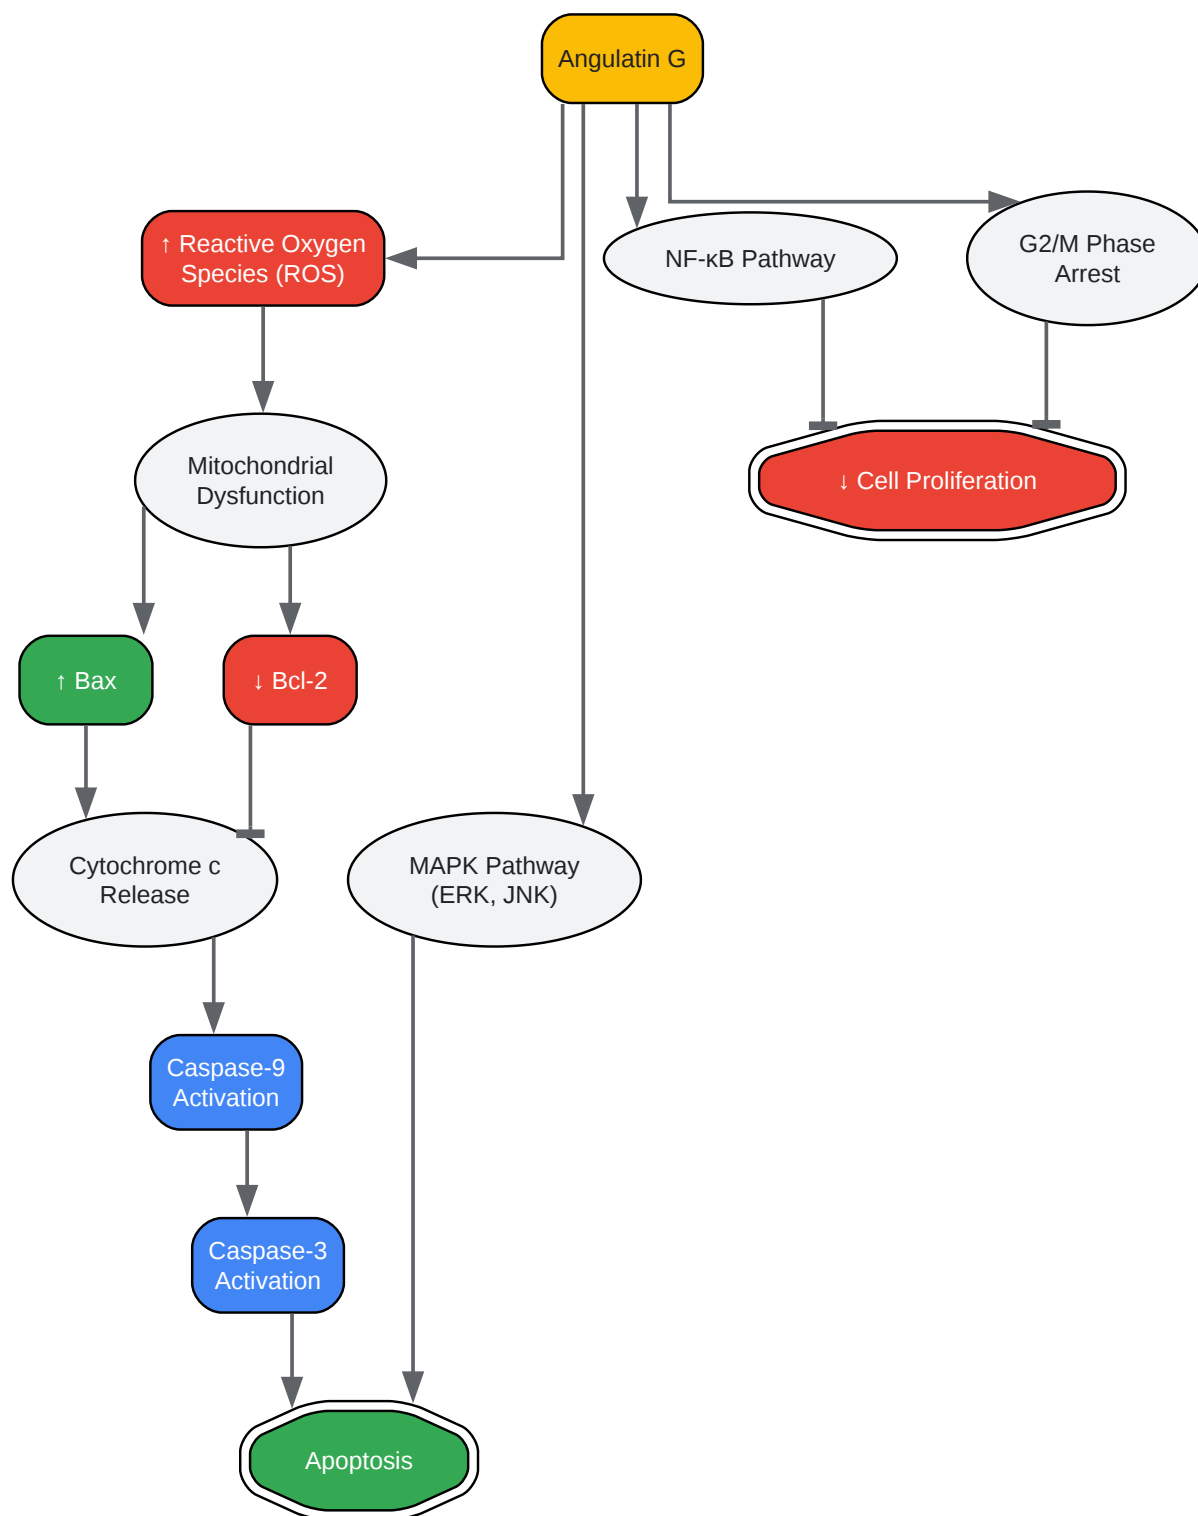 Angulatin G
↑ Reactive Oxygen
Species (ROS)
NF-κB Pathway
G2/M Phase
Arrest
Mitochondrial
Dysfunction
↓ Cell Proliferation
↑ Bax
↓ Bcl-2
Cytochrome c
Release
MAPK Pathway
(ERK, JNK)
Caspase-9
Activation
Caspase-3
Activation
Apoptosis